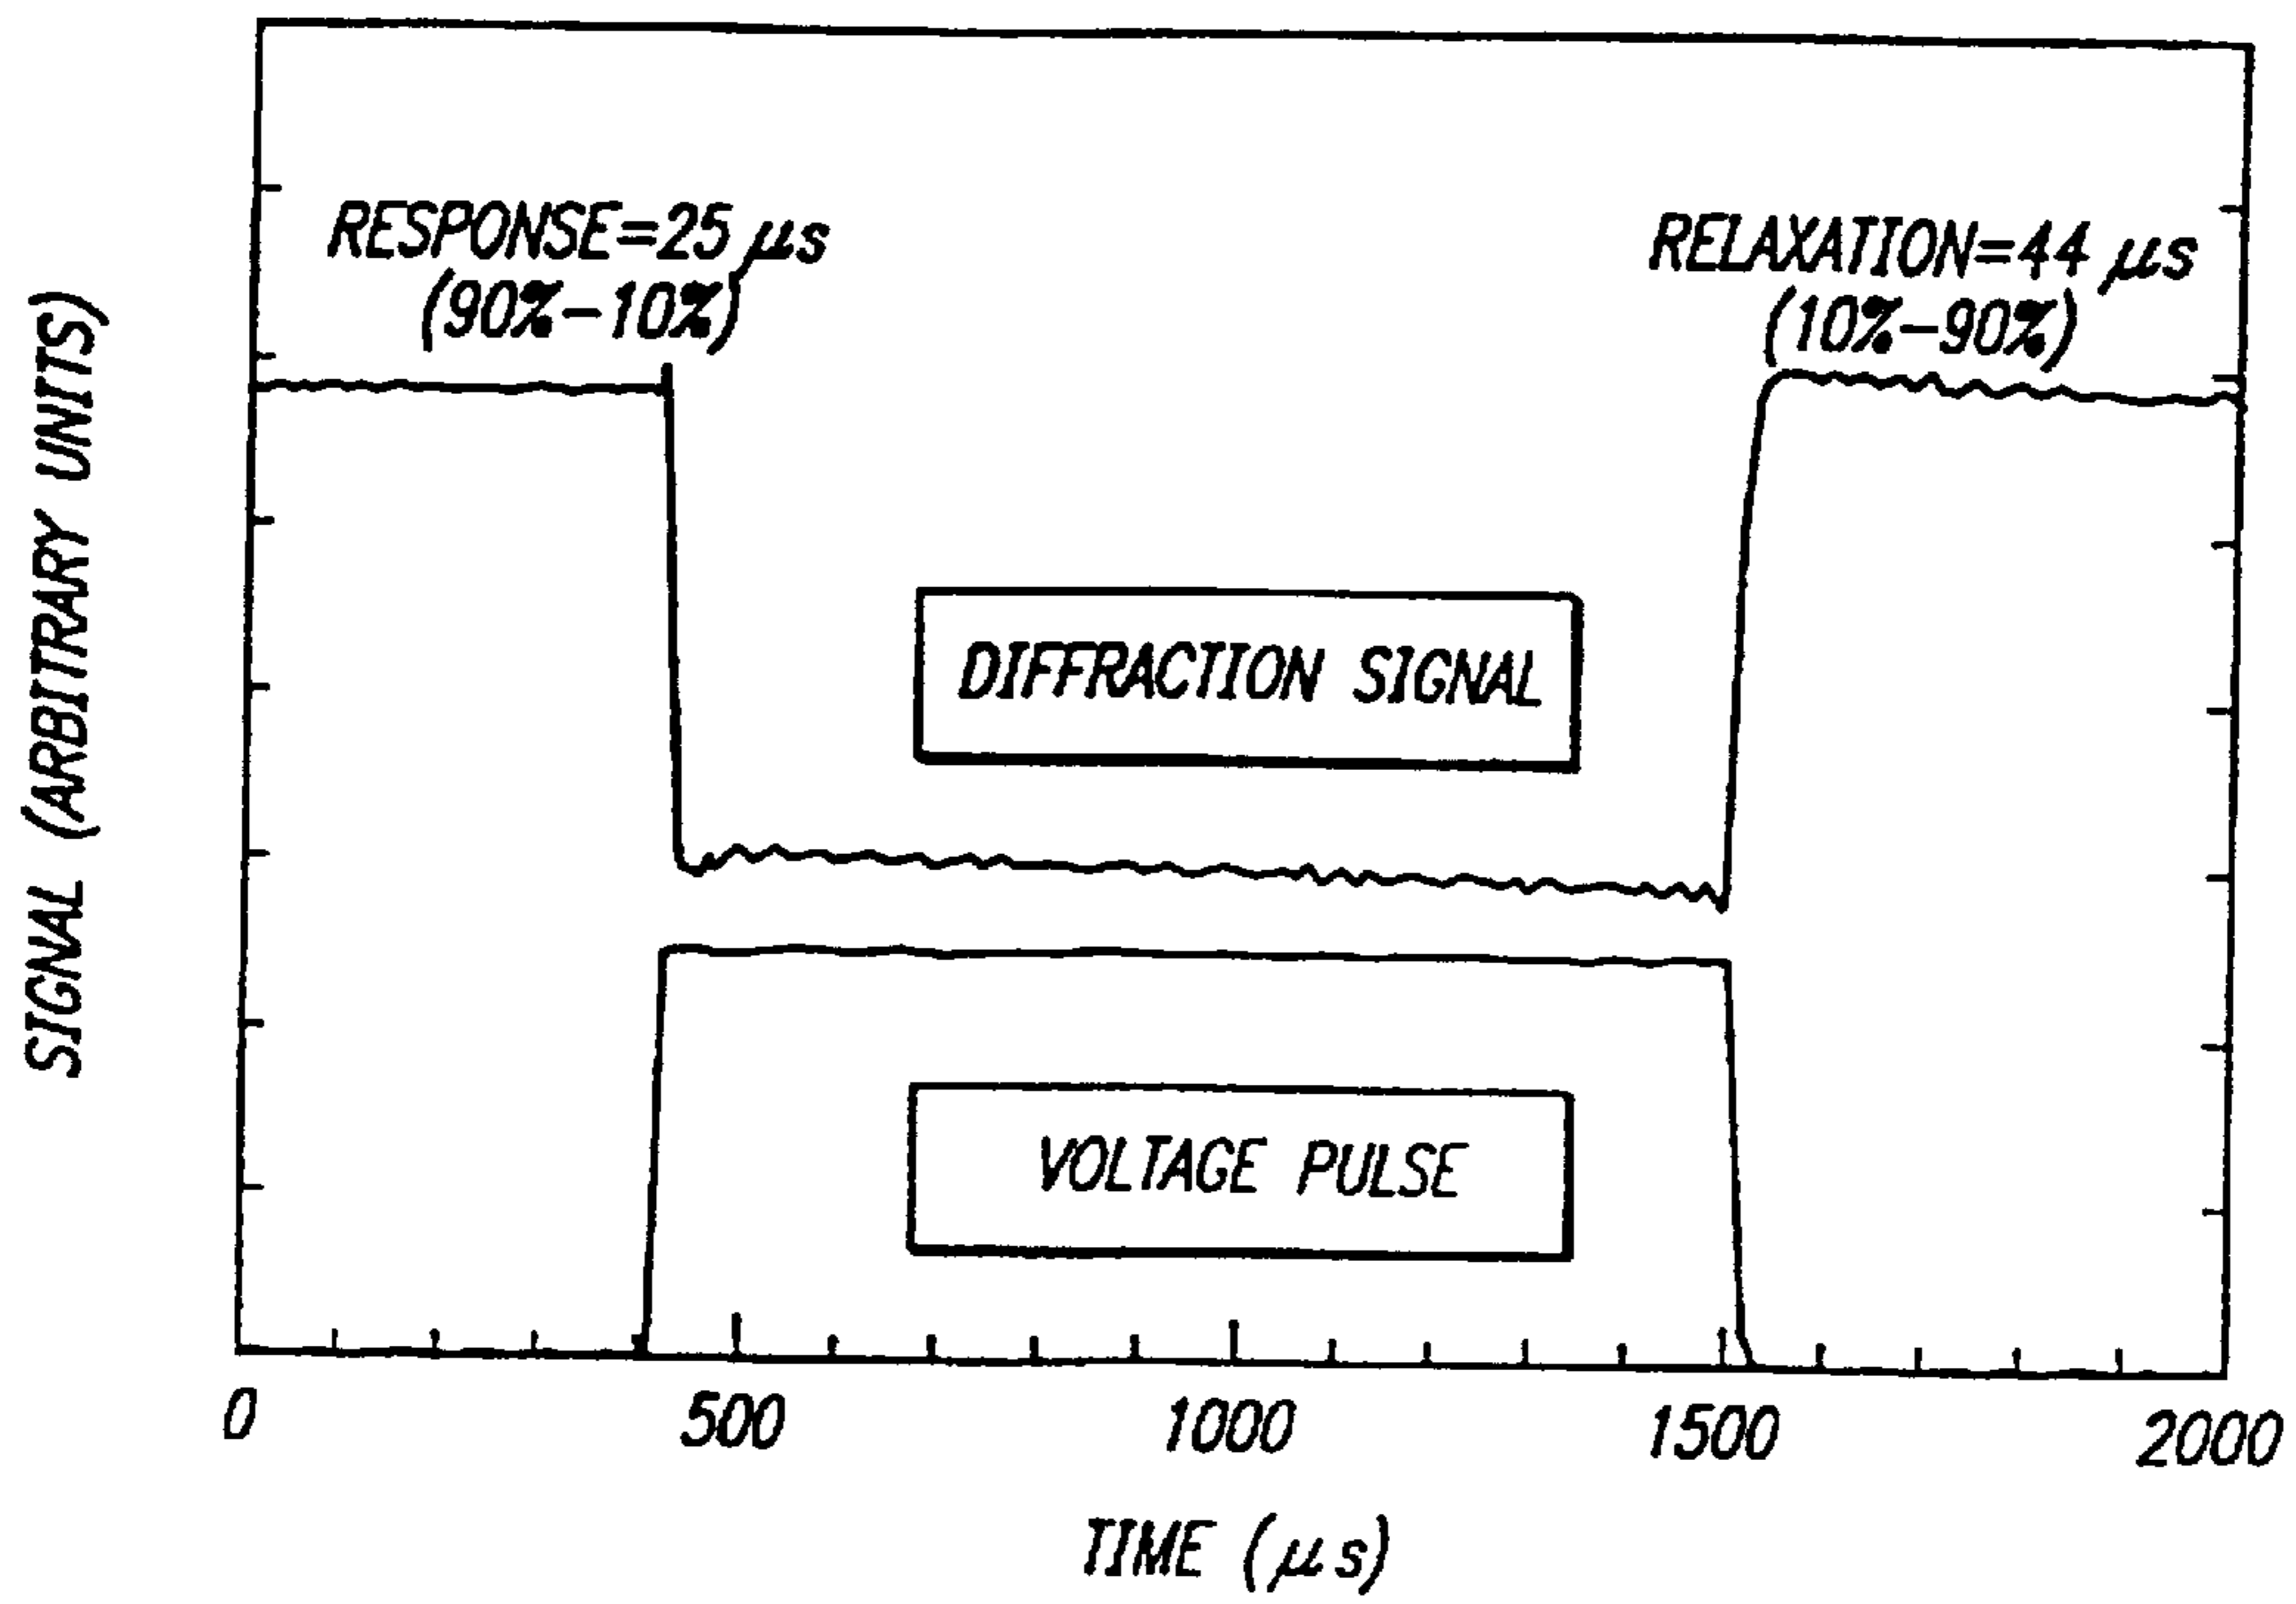 RESPONSE=25 μs
(90%-10%)
RELAXATION=44 μs
(10%-90%)
SIGNAL (ARBITRARY UNITS)
DIFFRACTION SIGNAL
VOLTAGE PULSE
0 500 1000 1500 2000
TIME (μs)